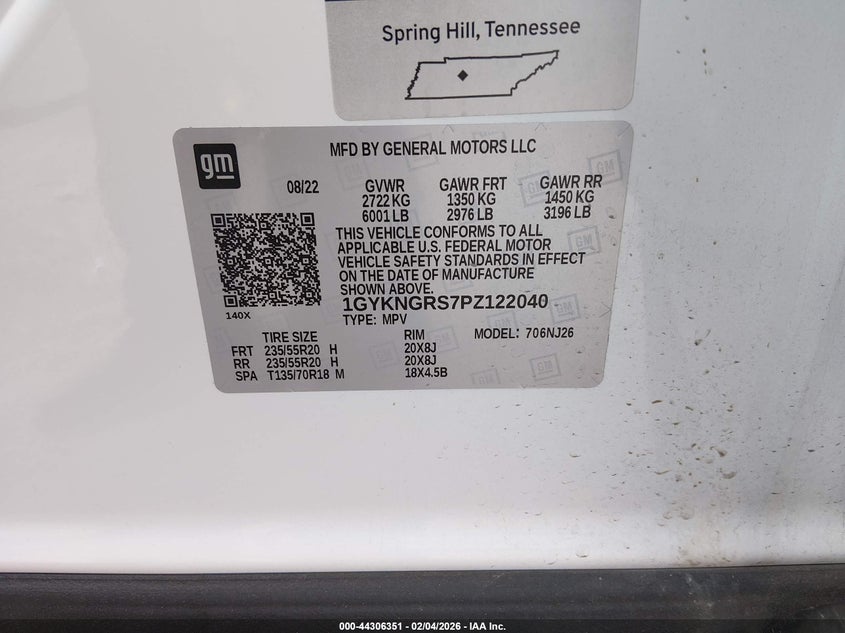 Spring Hill, Tennessee
gm
MFD BY GENERAL MOTORS LLC
08/22 GVWR GAWR FRT GAWR RR
2722 KG 1350 KG 1450 KG
6001 LB 2976 LB 3196 LB
THIS VEHICLE CONFORMS TO ALL
APPLICABLE U.S. FEDERAL MOTOR
VEHICLE SAFETY STANDARDS IN EFFECT
ON THE DATE OF MANUFACTURE
SHOWN ABOVE.
1GYKNGRS7PZ122040
140X
TYPE: MPV
TIRE SIZE RIM MODEL: 706NJ26
FRT 235/55R20 H 20X8J
RR 235/55R20 H 20X8J
SPA T135/70R18 M 18X4.5B
000-44306351 | 02/04/2026 - IAA Inc.